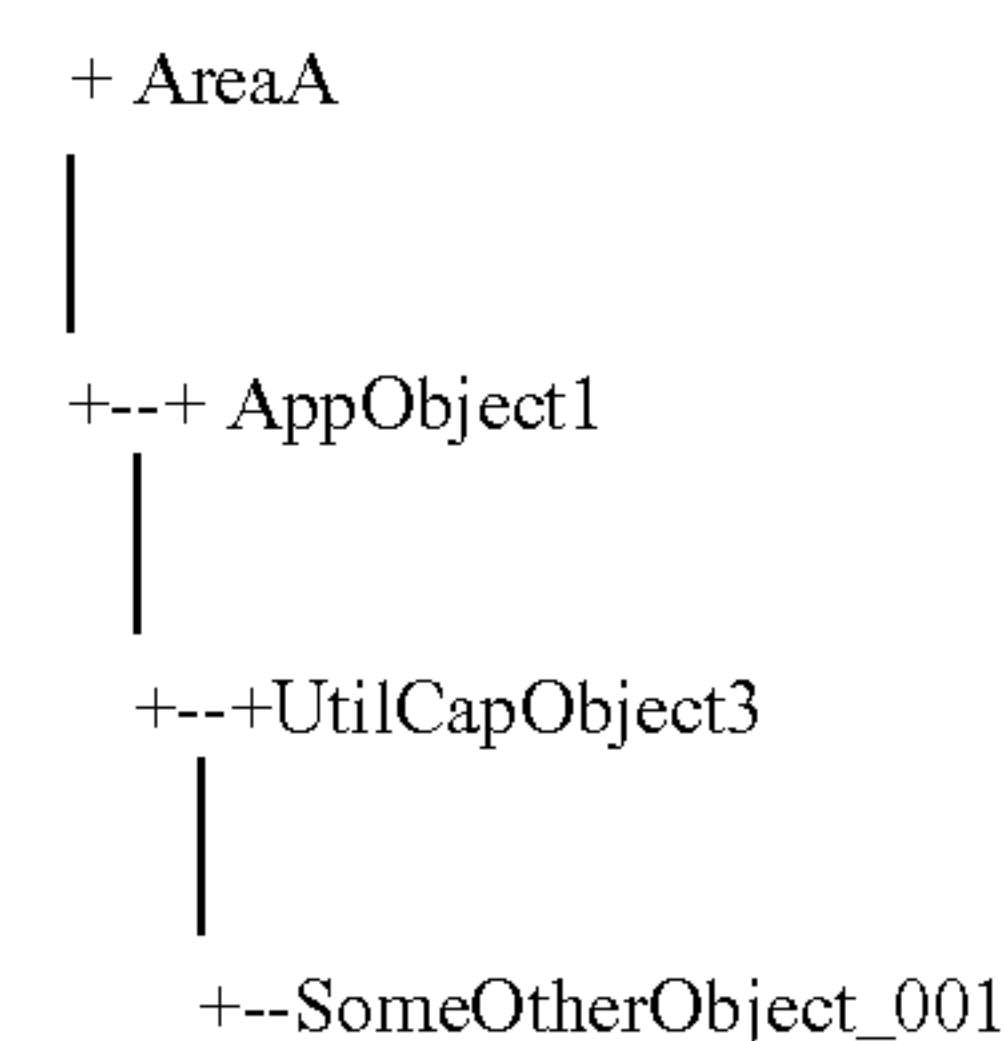 + AreaA
+--+ AppObject1
+--+UtilCapObject3
+--SomeOtherObject_001